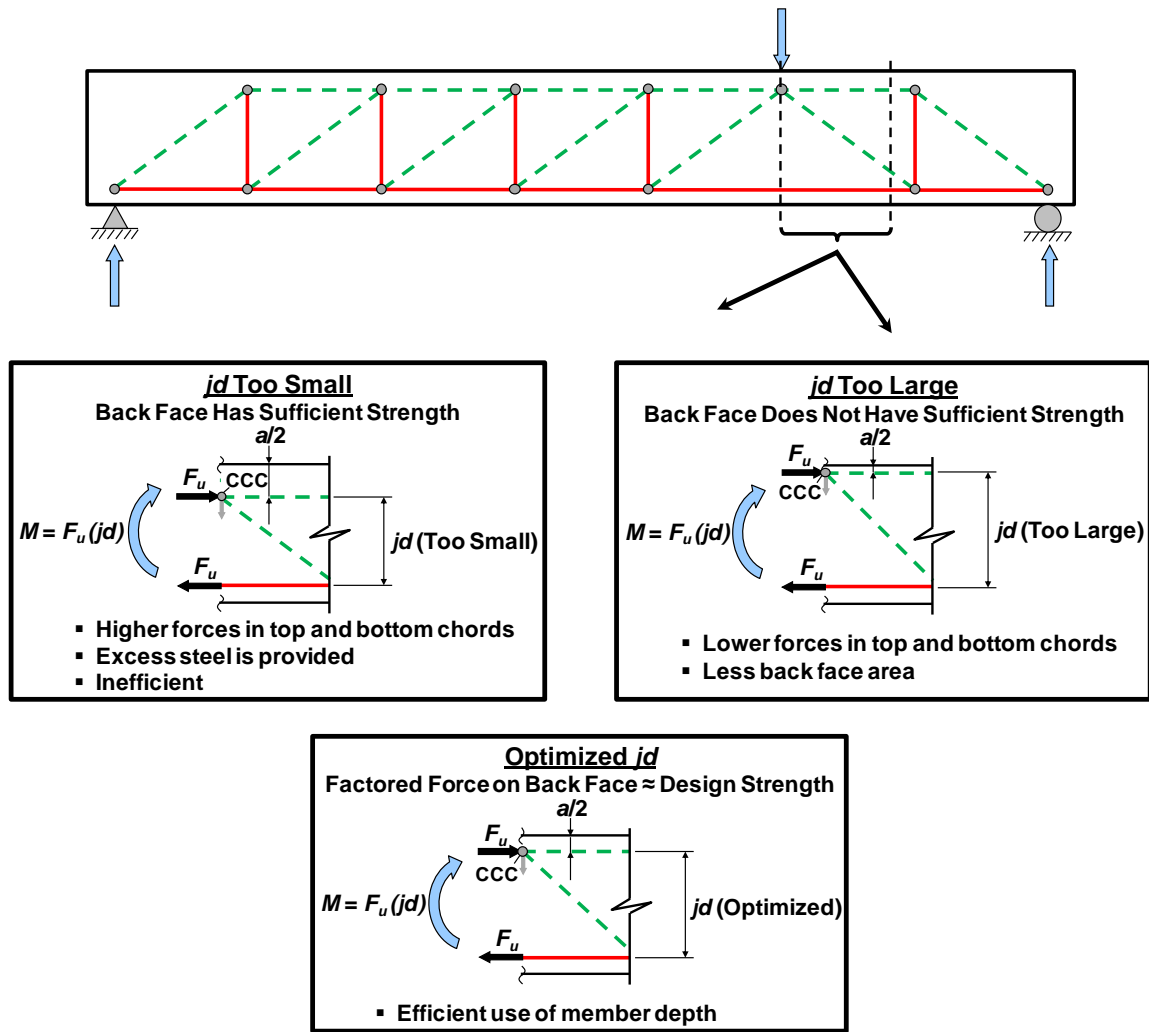 jd Too Small
Back Face Has Sufficient Strength
a/2
Fu
CCC
M = Fu (jd)
jd (Too Small)
Fu
▪ Higher forces in top and bottom chords
▪ Excess steel is provided
▪ Inefficient
jd Too Large
Back Face Does Not Have Sufficient Strength
a/2
Fu
CCC
M = Fu (jd)
jd (Too Large)
Fu
▪ Lower forces in top and bottom chords
▪ Less back face area
Optimized jd
Factored Force on Back Face ≈ Design Strength
a/2
Fu
CCC
M = Fu (jd)
jd (Optimized)
Fu
▪ Efficient use of member depth